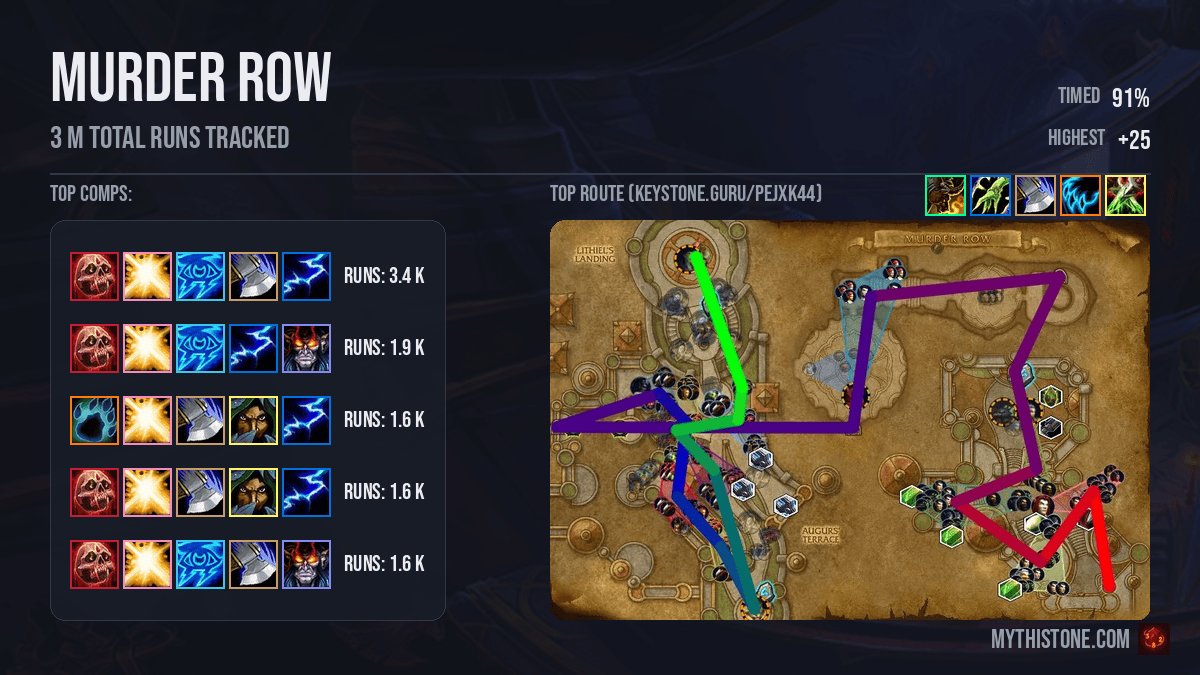 MURDER ROW
3 M TOTAL RUNS TRACKED
TIMED 91%
HIGHEST +25
TOP COMPS:
TOP ROUTE (KEYSTONE.GURU/PEJXK44)
RUNS: 3.4 K
RUNS: 1.9 K
RUNS: 1.6 K
RUNS: 1.6 K
RUNS: 1.6 K
MURDER ROW
LITHIEL'S
LANDING
AUGURS'
TERRACE
MYTHISTONE.COM